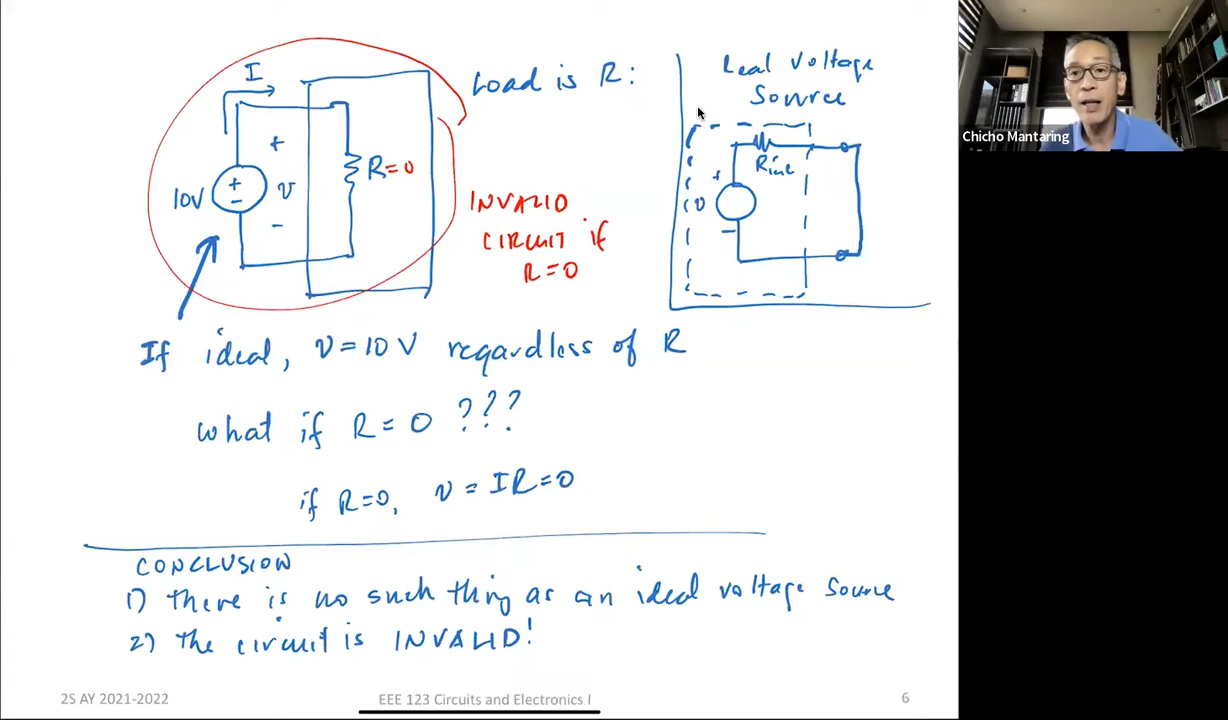 I
10V
+
-
+
v
-
R=0
Load is R:
INVALID
CIRCUIT if
R=0
Real Voltage
Source
Rint
+
v
-
Chicho Mantaring
If ideal, v=10V regardless of R
What if R=0 ???
if R=0, v = IR=0
CONCLUSION
1) there is no such thing as an ideal voltage source
2) the circuit is INVALID!
2S AY 2021-2022
EEE 123 Circuits and Electronics I
6